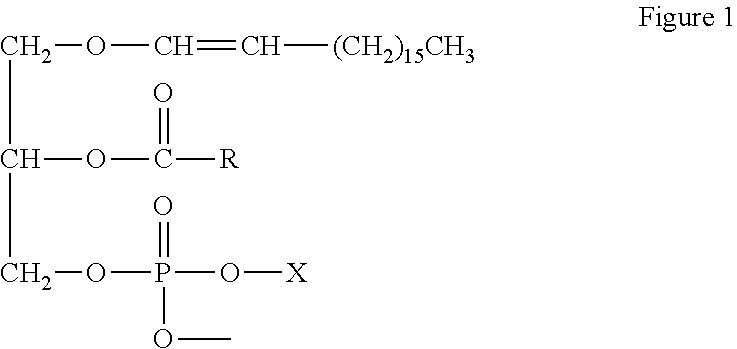 Figure 1
CH₂—O—CH=CH—(CH₂)₁₅CH₃
O
CH—O—C—R
O
CH₂—O—P—O—X
O—